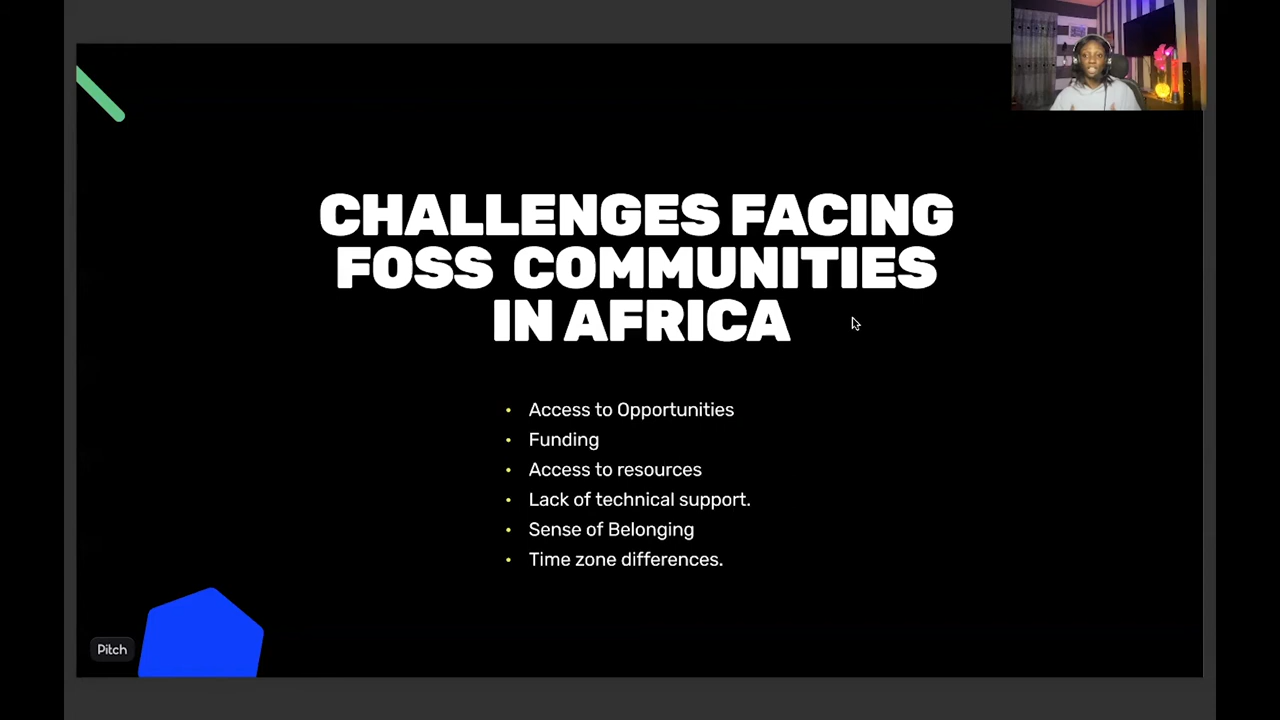 CHALLENGES FACING
FOSS COMMUNITIES
IN AFRICA
• Access to Opportunities
• Funding
• Access to resources
• Lack of technical support.
• Sense of Belonging
• Time zone differences.
Pitch